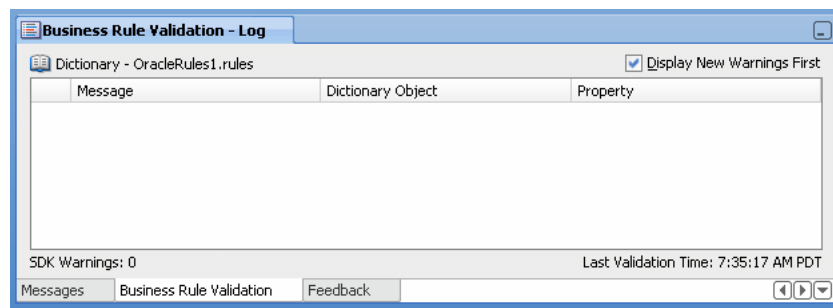 Business Rule Validation - Log
Dictionary - OracleRules1.rules Display New Warnings First
Message Dictionary Object Property
SDK Warnings: 0 Last Validation Time: 7:35:17 AM PDT
Messages Business Rule Validation Feedback